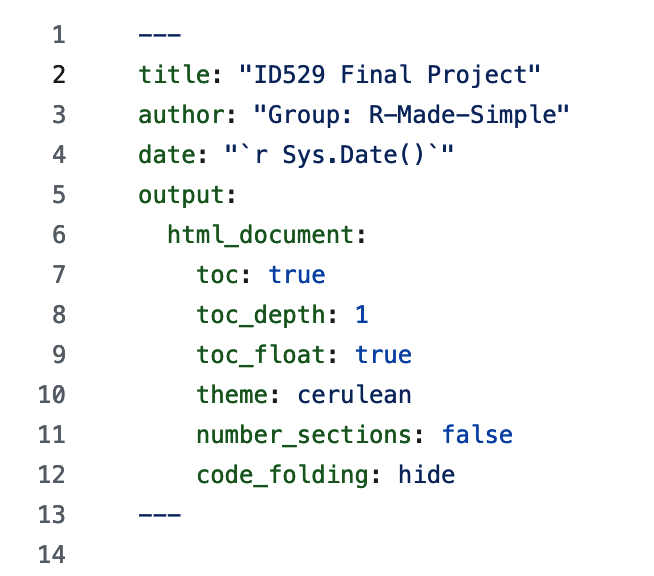 1 ---
2 title: "ID529 Final Project"
3 author: "Group: R-Made-Simple"
4 date: "`r Sys.Date()`"
5 output:
6   html_document:
7     toc: true
8     toc_depth: 1
9     toc_float: true
10     theme: cerulean
11     number_sections: false
12     code_folding: hide
13 ---
14